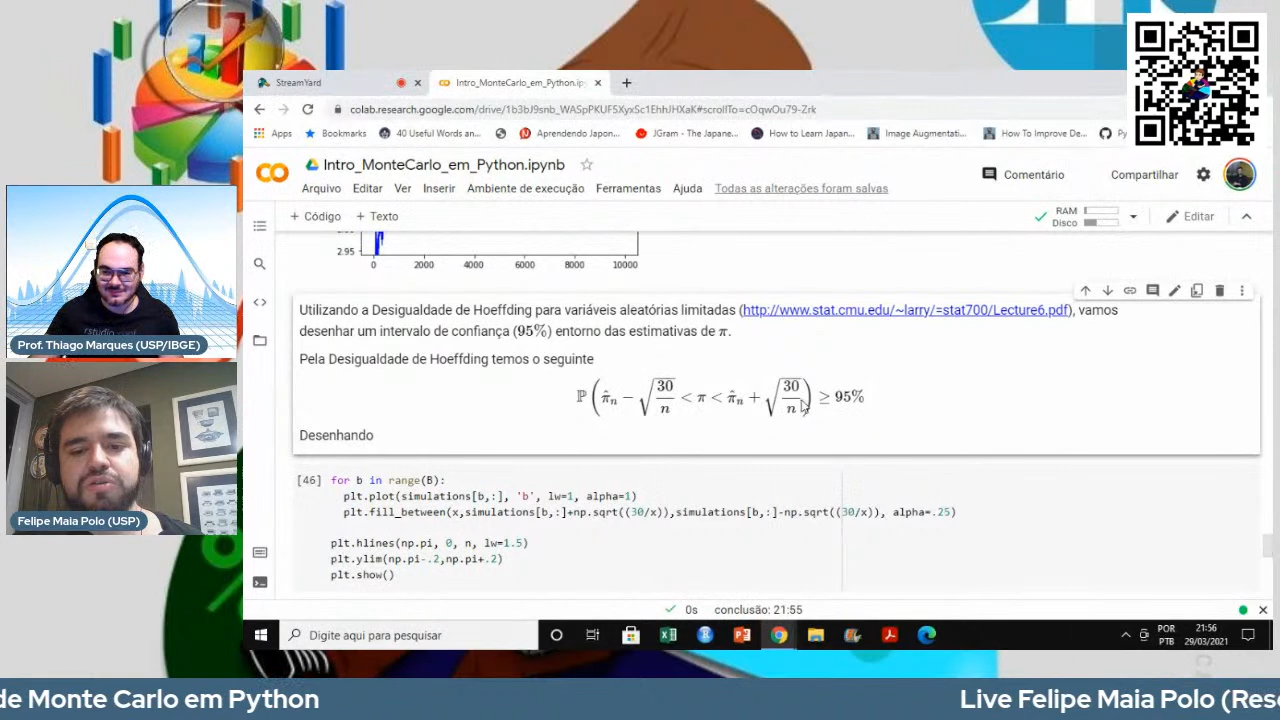 StreamYard
Intro_MonteCarlo_em_Python.ip
colab.research.google.com/drive/1b3bJ9snb_WASpPKUFSXyxSc1EhhJHXaK#scrollTo=cOqwOu79-Zrk
Apps Bookmarks 40 Useful Words an... Aprendendo Japon... JGram - The Japane... How to Learn Japan... Image Augmentati... How To Improve De...
Intro_MonteCarlo_em_Python.ipynb
Comentário Compartilhar
Arquivo Editar Ver Inserir Ambiente de execução Ferramentas Ajuda Todas as alterações foram salvas
+ Código + Texto
RAM
Disco
Editar
2.95
0 2000 4000 6000 8000 10000
Utilizando a Desigualdade de Hoeffding para variáveis aleatórias limitadas (http://www.stat.cmu.edu/~larry/=stat700/Lecture6.pdf), vamos
desenhar um intervalo de confiança (95%) entorno das estimativas de π.
Pela Desigualdade de Hoeffding temos o seguinte
ℙ(π̂n − √(30/n) < π < π̂n + √(30/n)) ≥ 95%
Desenhando
[46] for b in range(B):
plt.plot(simulations[b,:], 'b', lw=1, alpha=1)
plt.fill_between(x,simulations[b,:]+np.sqrt((30/x)),simulations[b,:]-np.sqrt((30/x)), alpha=.25)
plt.hlines(np.pi, 0, n, lw=1.5)
plt.ylim(np.pi-.2,np.pi+.2)
plt.show()
0s conclusão: 21:55
Digite aqui para pesquisar
POR
PTB
21:56
29/03/2021
Prof. Thiago Marques (USP/IBGE)
Felipe Maia Polo (USP)
de Monte Carlo em Python
Live Felipe Maia Polo (Res